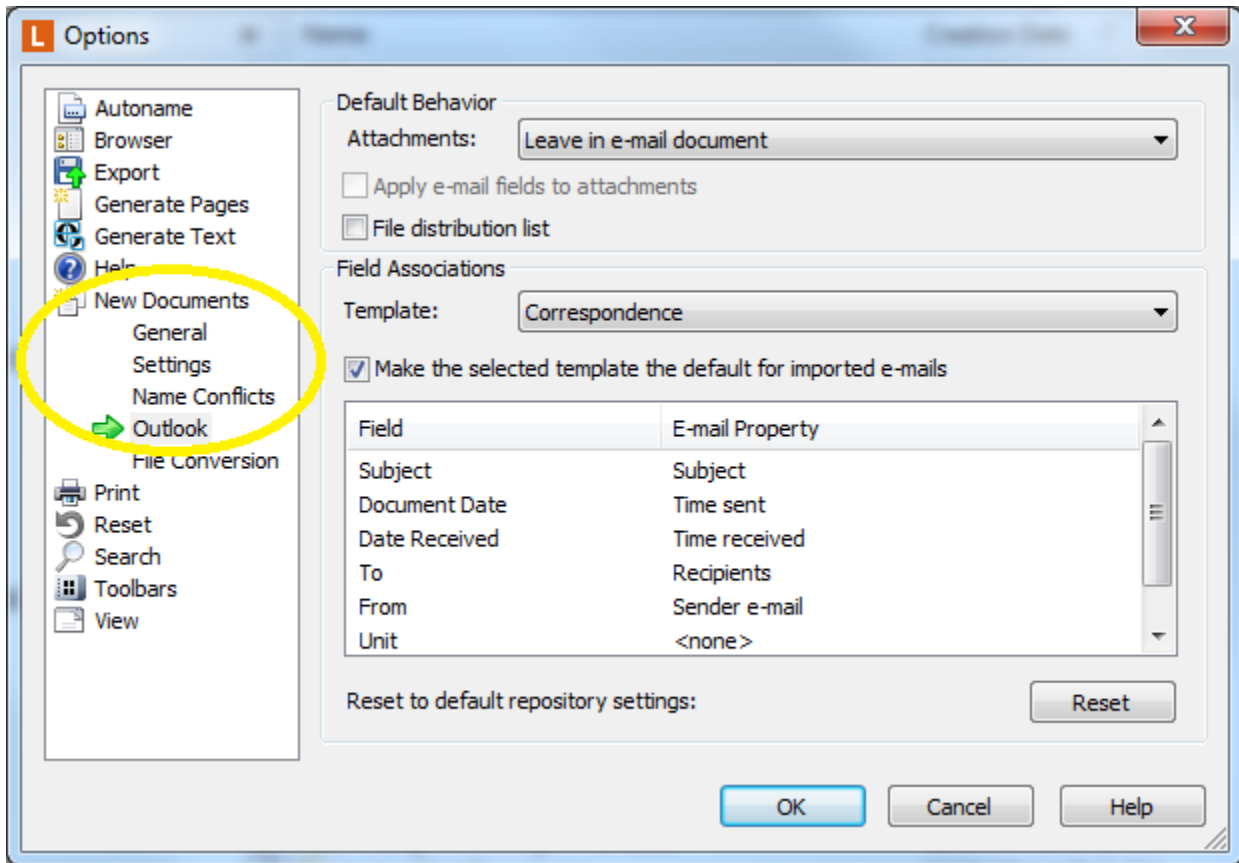 L Options
Name
Creation Date
Autoname
Browser
Export
Generate Pages
Generate Text
Help
New Documents
General
Settings
Name Conflicts
Outlook
File Conversion
Print
Reset
Search
Toolbars
View
Default Behavior
Attachments: Leave in e-mail document
Apply e-mail fields to attachments
File distribution list
Field Associations
Template: Correspondence
Make the selected template the default for imported e-mails
Field E-mail Property
Subject Subject
Document Date Time sent
Date Received Time received
To Recipients
From Sender e-mail
Unit <none>
Reset to default repository settings: Reset
OK Cancel Help